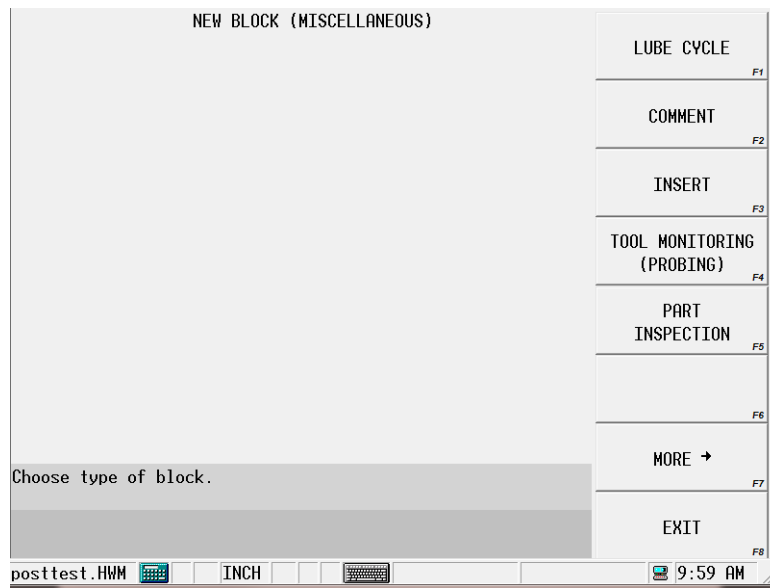 NEW BLOCK (MISCELLANEOUS)
LUBE CYCLE
F1
COMMENT
F2
INSERT
F3
TOOL MONITORING
(PROBING)
F4
PART
INSPECTION
F5
F6
MORE →
F7
Choose type of block.
EXIT
F8
posttest.HWM INCH 9:59 AM